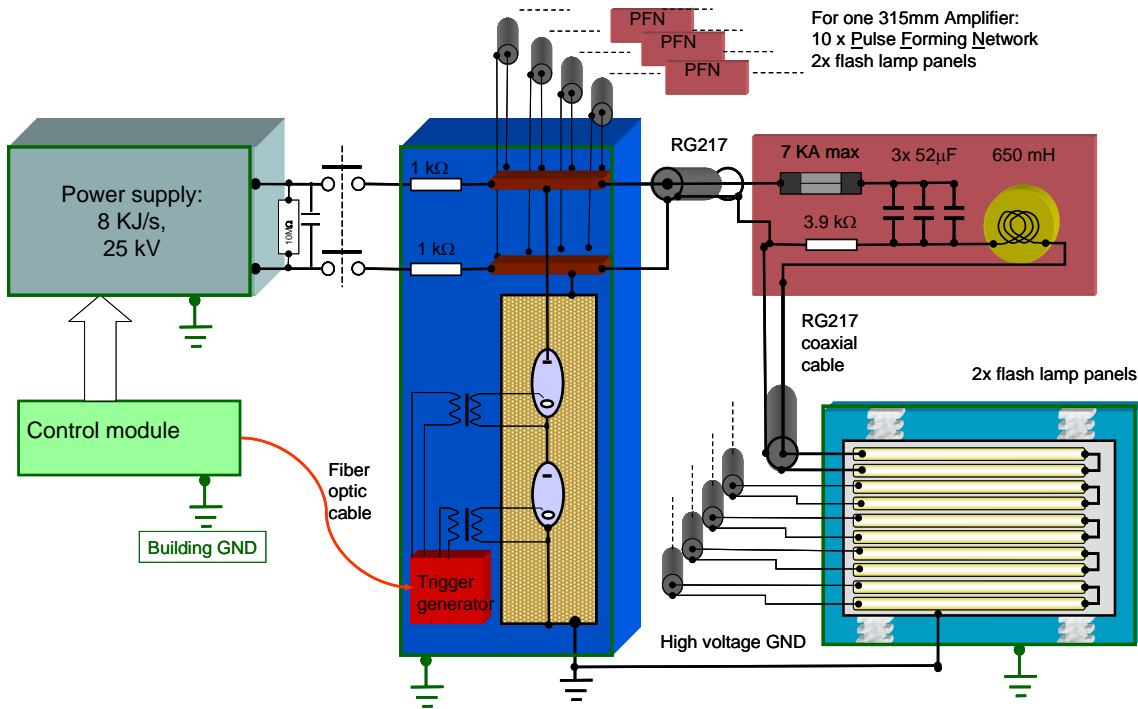 PFN
PFN
PFN
For one 315mm Amplifier:
10 x Pulse Forming Network
2x flash lamp panels
Power supply:
8 KJ/s,
25 kV
10MΩ
1 kΩ
1 kΩ
RG217
7 KA max
3x 52µF
650 mH
3.9 kΩ
RG217
coaxial
cable
2x flash lamp panels
Control module
Fiber
optic
cable
Building GND
Trigger
generator
High voltage GND